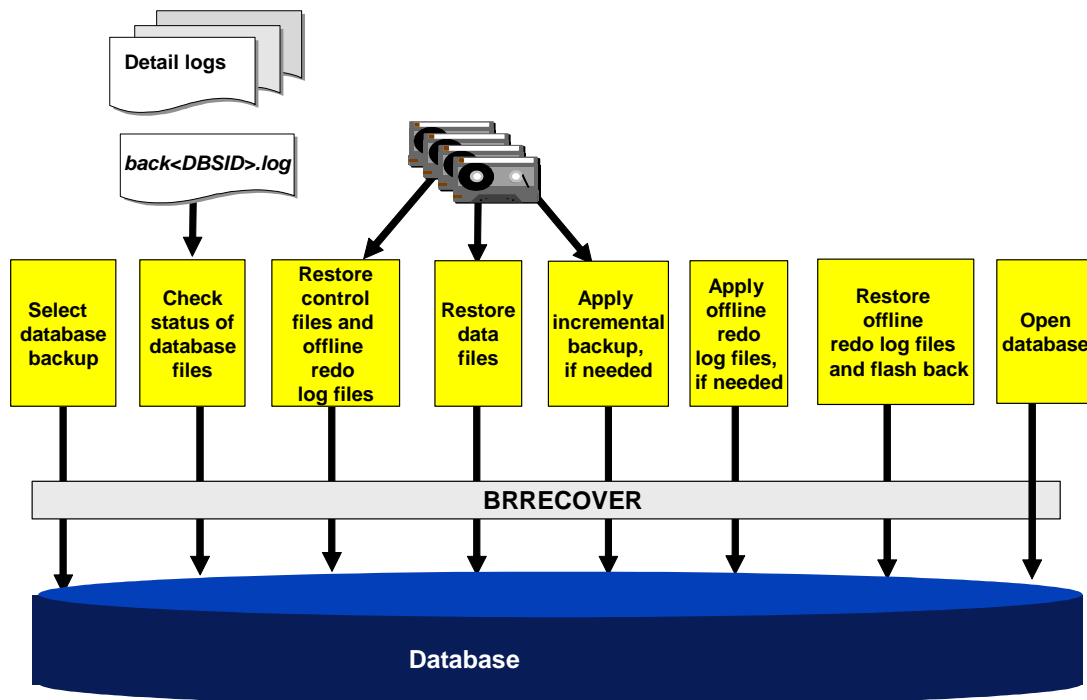 Detail logs
back<DBSID>.log
Select
database
backup
Check
status of
database
files
Restore
control
files and
offline
redo
log files
Restore
data
files
Apply
incremental
backup,
if needed
Apply
offline
redo
log files,
if needed
Restore
offline
redo log files
and flash back
Open
database
BRRECOVER
Database